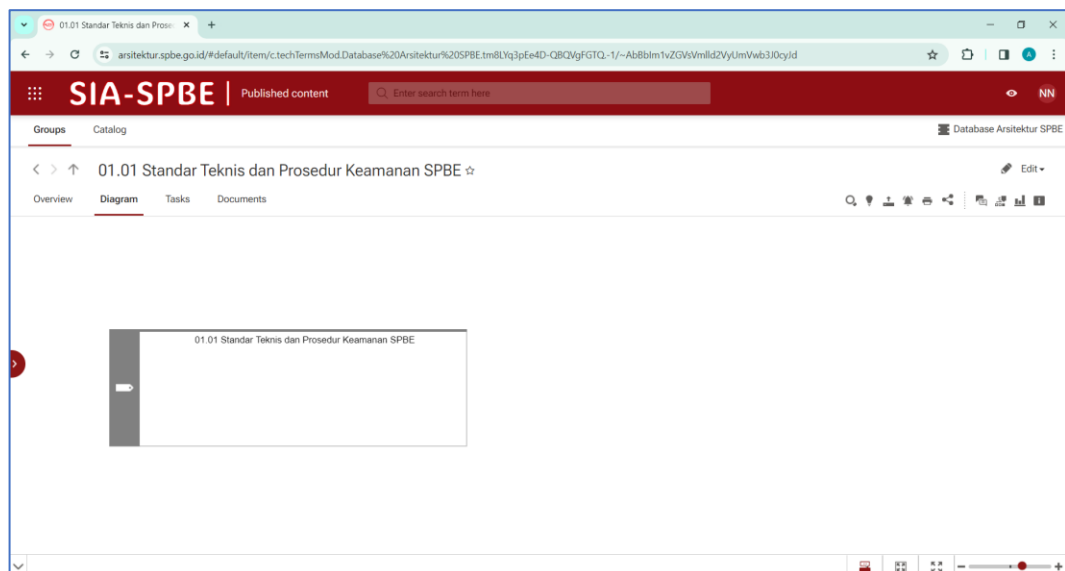 01.01 Standar Teknis dan Prose
arsitektur.spbe.go.id/#default/item/c.techTermsMod.Database%20Arsitektur%20SPBE.tm8LYq3pEe4D-QBQVgFGTQ.-1/~AbBbIm1vZGVsVmlld2VyUmVwb3J0cyJd
A
SIA-SPBE | Published content
Enter search term here
NN
Groups Catalog
Database Arsitektur SPBE
01.01 Standar Teknis dan Prosedur Keamanan SPBE
Edit
Overview Diagram Tasks Documents
01.01 Standar Teknis dan Prosedur Keamanan SPBE